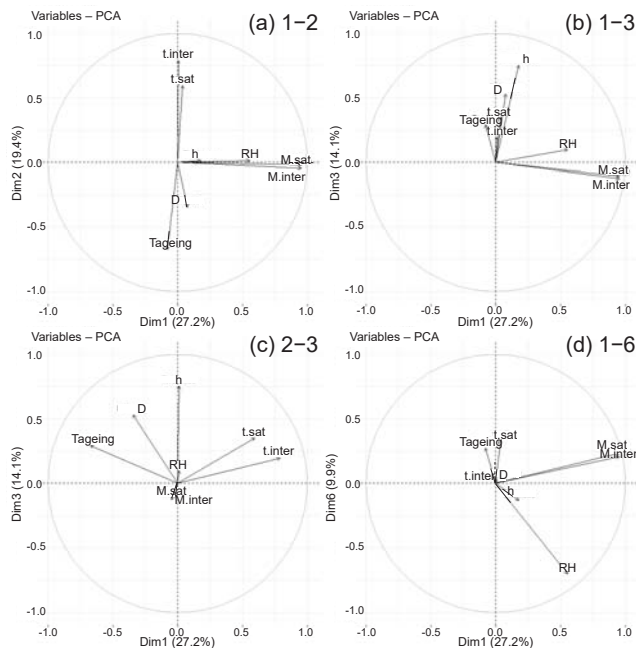 Variables – PCA
(a) 1−2
1.0
0.5
0.0
-0.5
-1.0
Dim2 (19.4%)
t.inter
t.sat
h
RH
M.sat
M.inter
D
Tageing
-1.0
-0.5
0.0
0.5
1.0
Dim1 (27.2%)
Variables – PCA
(b) 1−3
1.0
0.5
0.0
-0.5
-1.0
Dim3 (14.1%)
h
D
t.sat
Tageing
t.inter
RH
M.sat
M.inter
-1.0
-0.5
0.0
0.5
1.0
Dim1 (27.2%)
Variables – PCA
(c) 2−3
1.0
0.5
0.0
-0.5
-1.0
Dim3 (14.1%)
h
D
Tageing
t.sat
t.inter
RH
M.sat
M.inter
-1.0
-0.5
0.0
0.5
1.0
Dim1 (27.2%)
Variables – PCA
(d) 1−6
1.0
0.5
0.0
-0.5
-1.0
Dim6 (9.9%)
t.sat
Tageing
M.sat
M.inter
t.inter
D
h
RH
-1.0
-0.5
0.0
0.5
1.0
Dim1 (27.2%)